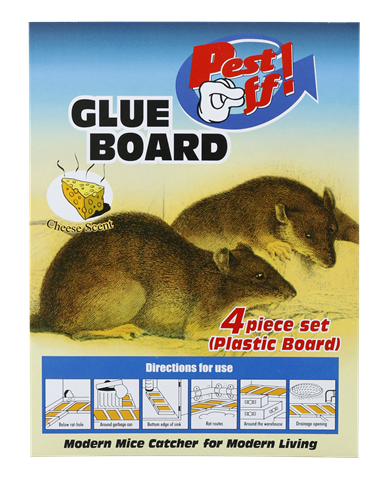 Pest
off!
GLUE
BOARD
Cheese Scent
4 piece set
(Plastic Board)
Directions for use
Below rat-hole
Around garbage can
Bottom edge of sink
Rat routes
Around the warehouse
Drainage opening
Modern Mice Catcher for Modern Living